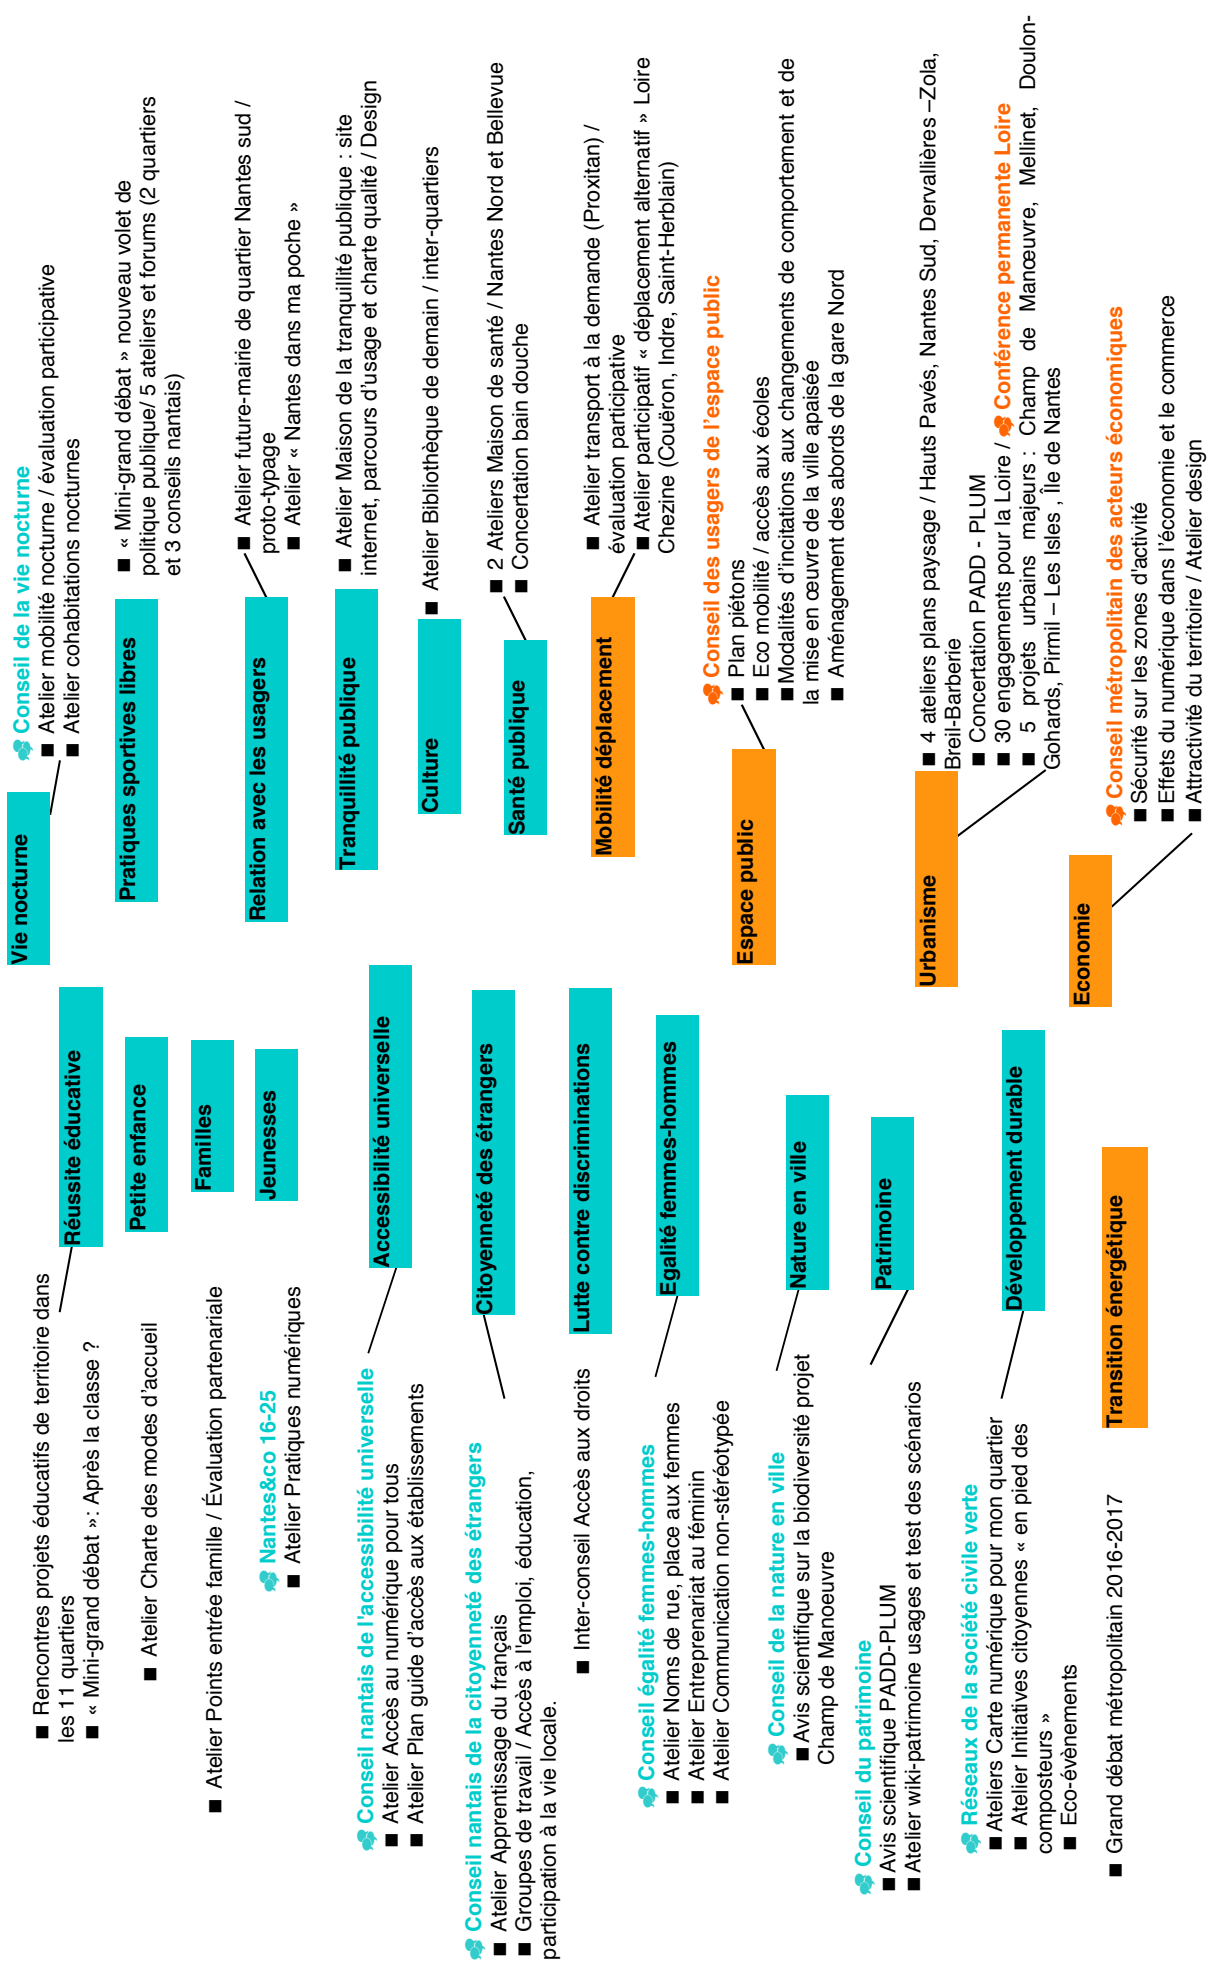 ■ Rencontres projets éducatifs de territoire dans
les 11 quartiers
■ « Mini-grand débat »: Après la classe ?
Réussite éducative
■ Atelier Charte des modes d'accueil
Petite enfance
■ Atelier Points entrée famille / Évaluation partenariale
Familles
Nantes&co 16-25
■ Atelier Pratiques numériques
Jeunesses
Conseil nantais de l'accessibilité universelle
■ Atelier Accès au numérique pour tous
■ Atelier Plan guide d'accès aux établissements
Accessibilité universelle
Conseil nantais de la citoyenneté des étrangers
■ Atelier Apprentissage du français
■ Groupes de travail / Accès à l'emploi, éducation,
participation à la vie locale.
Citoyenneté des étrangers
■ Inter-conseil Accès aux droits
Lutte contre discriminations
Conseil égalité femmes-hommes
■ Atelier Noms de rue, place aux femmes
■ Atelier Entreprenariat au féminin
■ Atelier Communication non-stéréotypée
Egalité femmes-hommes
Conseil de la nature en ville
■ Avis scientifique sur la biodiversité projet
Champ de Manoeuvre
Nature en ville
Conseil du patrimoine
■ Avis scientifique PADD-PLUM
■ Atelier wiki-patrimoine usages et test des scénarios
Patrimoine
Réseaux de la société civile verte
■ Ateliers Carte numérique pour mon quartier
■ Atelier Initiatives citoyennes « en pied des
composteurs »
■ Eco-évènements
Développement durable
■ Grand débat métropolitain 2016-2017
Transition énergétique
Vie nocturne
Conseil de la vie nocturne
■ Atelier mobilité nocturne / évaluation participative
■ Atelier cohabitations nocturnes
Pratiques sportives libres
■ « Mini-grand débat » nouveau volet de
politique publique/ 5 ateliers et forums (2 quartiers
et 3 conseils nantais)
Relation avec les usagers
■ Atelier future-mairie de quartier Nantes sud /
proto-typage
■ Atelier « Nantes dans ma poche »
Tranquillité publique
■ Atelier Maison de la tranquillité publique : site
internet, parcours d'usage et charte qualité / Design
Culture
■ Atelier Bibliothèque de demain / inter-quartiers
Santé publique
■ 2 Ateliers Maison de santé / Nantes Nord et Bellevue
■ Concertation bain douche
Mobilité déplacement
■ Atelier transport à la demande (Proxitan) /
évaluation participative
■ Atelier participatif « déplacement alternatif » Loire
Chezine (Couëron, Indre, Saint-Herblain)
Espace public
Conseil des usagers de l'espace public
■ Plan piétons
■ Eco mobilité / accès aux écoles
■ Modalités d'incitations aux changements de comportement et de
la mise en œuvre de la ville apaisée
■ Aménagement des abords de la gare Nord
Urbanisme
■ 4 ateliers plans paysage / Hauts Pavés, Nantes Sud, Dervallières –Zola,
Breil-Barberie
■ Concertation PADD - PLUM
■ 30 engagements pour la Loire / Conférence permanente Loire
■ 5 projets urbains majeurs : Champ de Manœuvre, Mellinet, Doulon-
Gohards, Pirmil – Les Isles , Île de Nantes
Economie
Conseil métropolitain des acteurs économiques
■ Sécurité sur les zones d'activité
■ Effets du numérique dans l'économie et le commerce
■ Attractivité du territoire / Atelier design